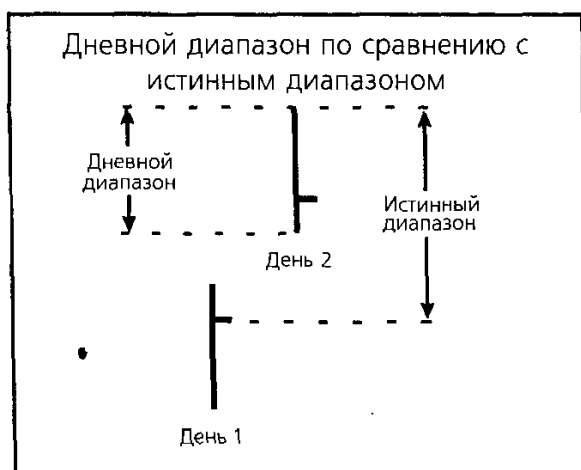 Дневной диапазон по сравнению с
истинным диапазоном
Дневной
диапазон
Истинный
диапазон
День 2
День 1